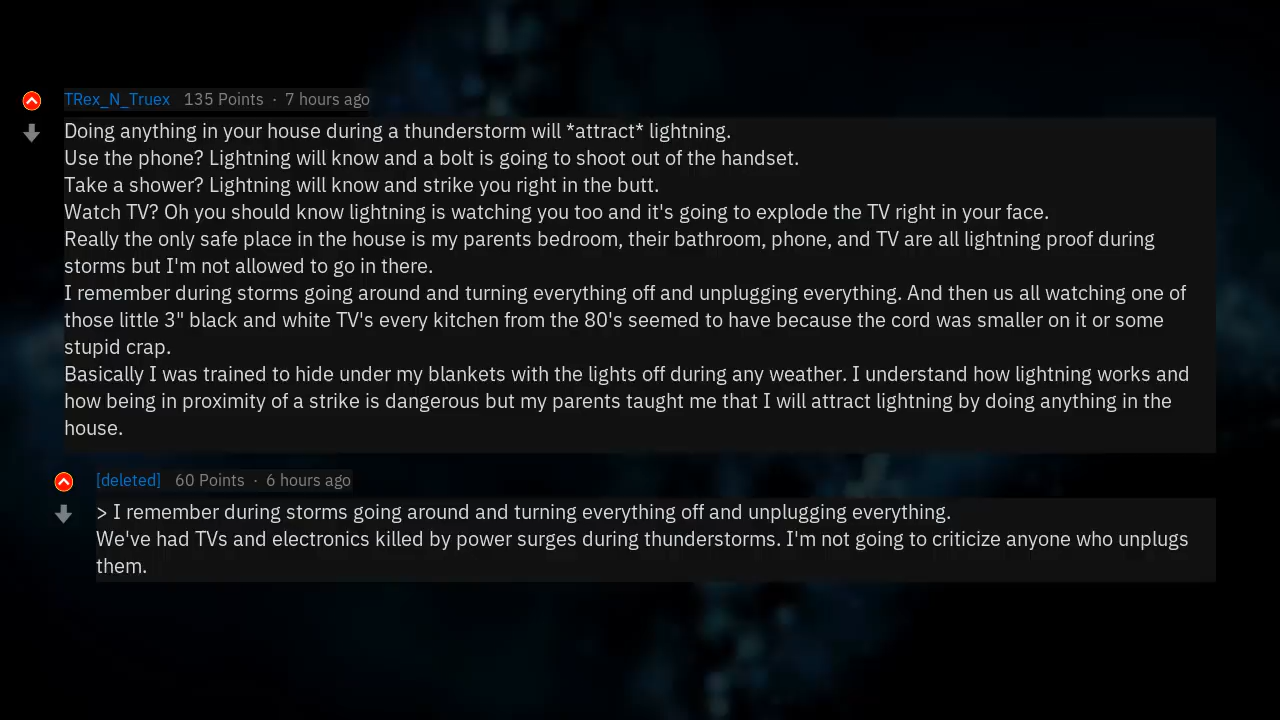 TRex_N_Truex 135 Points · 7 hours ago
Doing anything in your house during a thunderstorm will *attract* lightning.
Use the phone? Lightning will know and a bolt is going to shoot out of the handset.
Take a shower? Lightning will know and strike you right in the butt.
Watch TV? Oh you should know lightning is watching you too and it's going to explode the TV right in your face.
Really the only safe place in the house is my parents bedroom, their bathroom, phone, and TV are all lightning proof during
storms but I'm not allowed to go in there.
I remember during storms going around and turning everything off and unplugging everything. And then us all watching one of
those little 3" black and white TV's every kitchen from the 80's seemed to have because the cord was smaller on it or some
stupid crap.
Basically I was trained to hide under my blankets with the lights off during any weather. I understand how lightning works and
how being in proximity of a strike is dangerous but my parents taught me that I will attract lightning by doing anything in the
house.
[deleted] 60 Points · 6 hours ago
> I remember during storms going around and turning everything off and unplugging everything.
We've had TVs and electronics killed by power surges during thunderstorms. I'm not going to criticize anyone who unplugs
them.